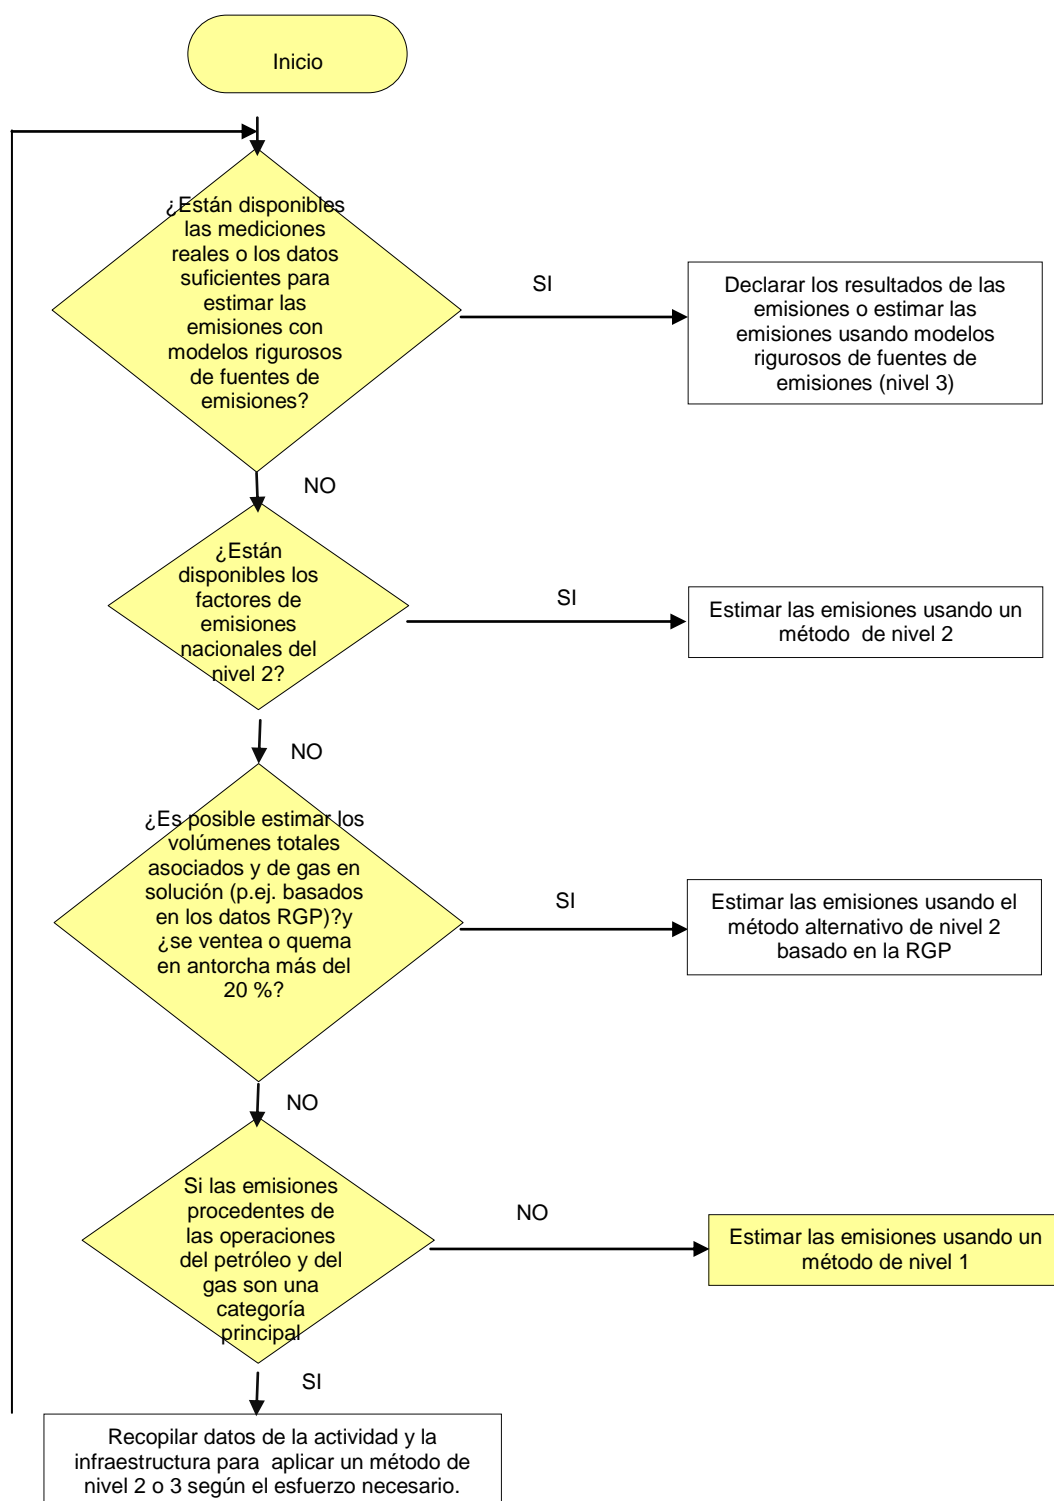 Inicio
¿Están disponibles
las mediciones
reales o los datos
suficientes para
estimar las
emisiones con
modelos rigurosos
de fuentes de
emisiones?
SI
Declarar los resultados de las
emisiones o estimar las
emisiones usando modelos
rigurosos de fuentes de
emisiones (nivel 3)
NO
¿Están
disponibles los
factores de
emisiones
nacionales del
nivel 2?
SI
Estimar las emisiones usando un
método de nivel 2
NO
¿Es posible estimar los
volúmenes totales
asociados y de gas en
solución (p.ej. basados
en los datos RGP)?y
¿se ventea o quema
en antorcha más del
20 %?
SI
Estimar las emisiones usando el
método alternativo de nivel 2
basado en la RGP
NO
Si las emisiones
procedentes de
las operaciones
del petróleo y del
gas son una
categoría
principal
NO
Estimar las emisiones usando un
método de nivel 1
SI
Recopilar datos de la actividad y la
infraestructura para aplicar un método de
nivel 2 o 3 según el esfuerzo necesario.